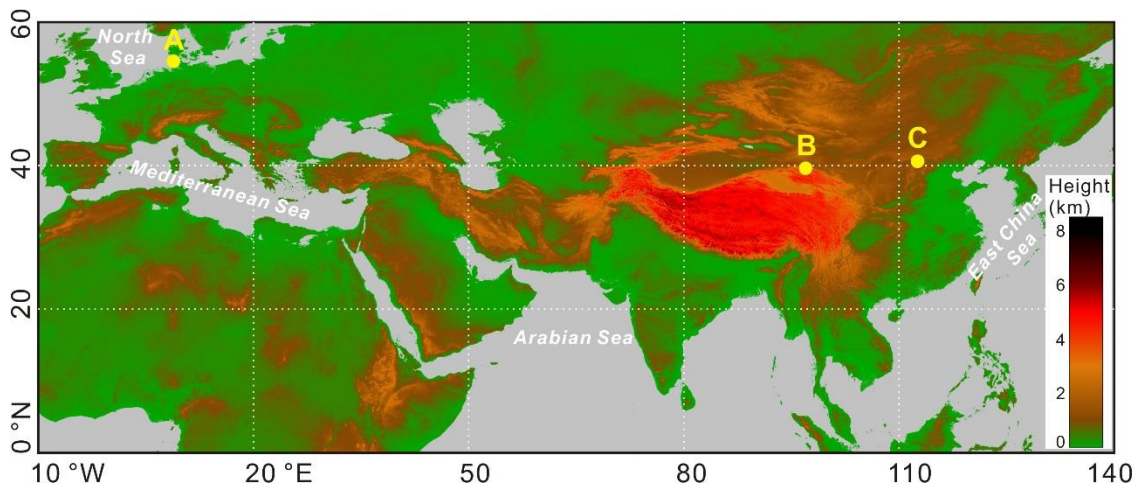 60
North
Sea
A
B
C
40
Mediterranean Sea
Height
(km)
8
6
4
2
0
East China
Sea
20
Arabian Sea
0 °N
10 °W
20 °E
50
80
110
140